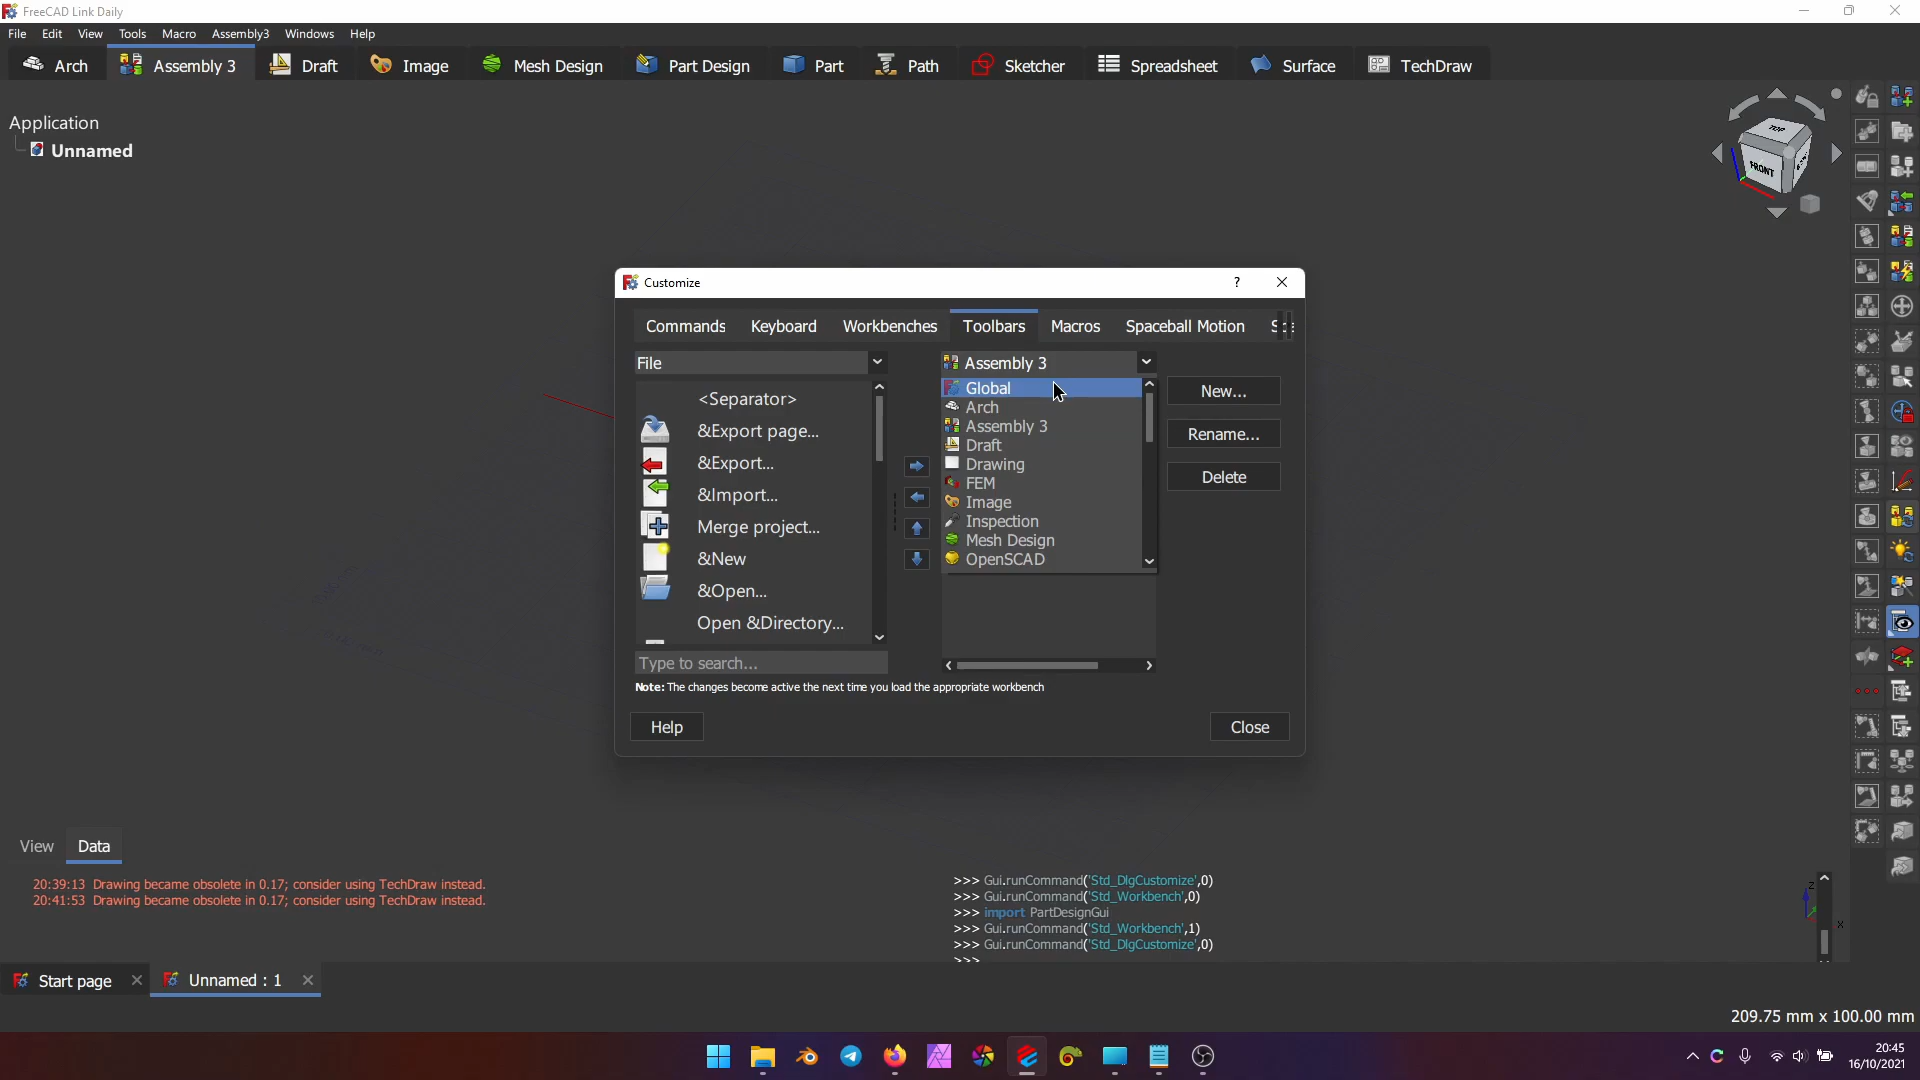 FreeCAD Link Daily
File Edit View Tools Macro Assembly3 Windows Help
Arch Assembly 3 Draft Image Mesh Design Part Design Part Path Sketcher Spreadsheet Surface TechDraw
Application
Unnamed
TOP
FRONT
Customize
?
Commands Keyboard Workbenches Toolbars Macros Spaceball Motion
File
Assembly 3
<Separator>
&Export page...
&Export...
&Import...
Merge project...
&New
&Open...
Open &Directory...
Type to search...
Global
Arch
Assembly 3
Draft
Drawing
FEM
Image
Inspection
Mesh Design
OpenSCAD
New...
Rename...
Delete
Note: The changes become active the next time you load the appropriate workbench
Help
Close
View Data
20:39:13 Drawing became obsolete in 0.17; consider using TechDraw instead.
20:41:53 Drawing became obsolete in 0.17; consider using TechDraw instead.
>>> Gui.runCommand('Std_DlgCustomize',0)
>>> Gui.runCommand('Std_Workbench',0)
>>> import PartDesignGui
>>> Gui.runCommand('Std_Workbench',1)
>>> Gui.runCommand('Std_DlgCustomize',0)
>>>
Z
X
Start page
Unnamed : 1
209.75 mm x 100.00 mm
20:45
16/10/2021